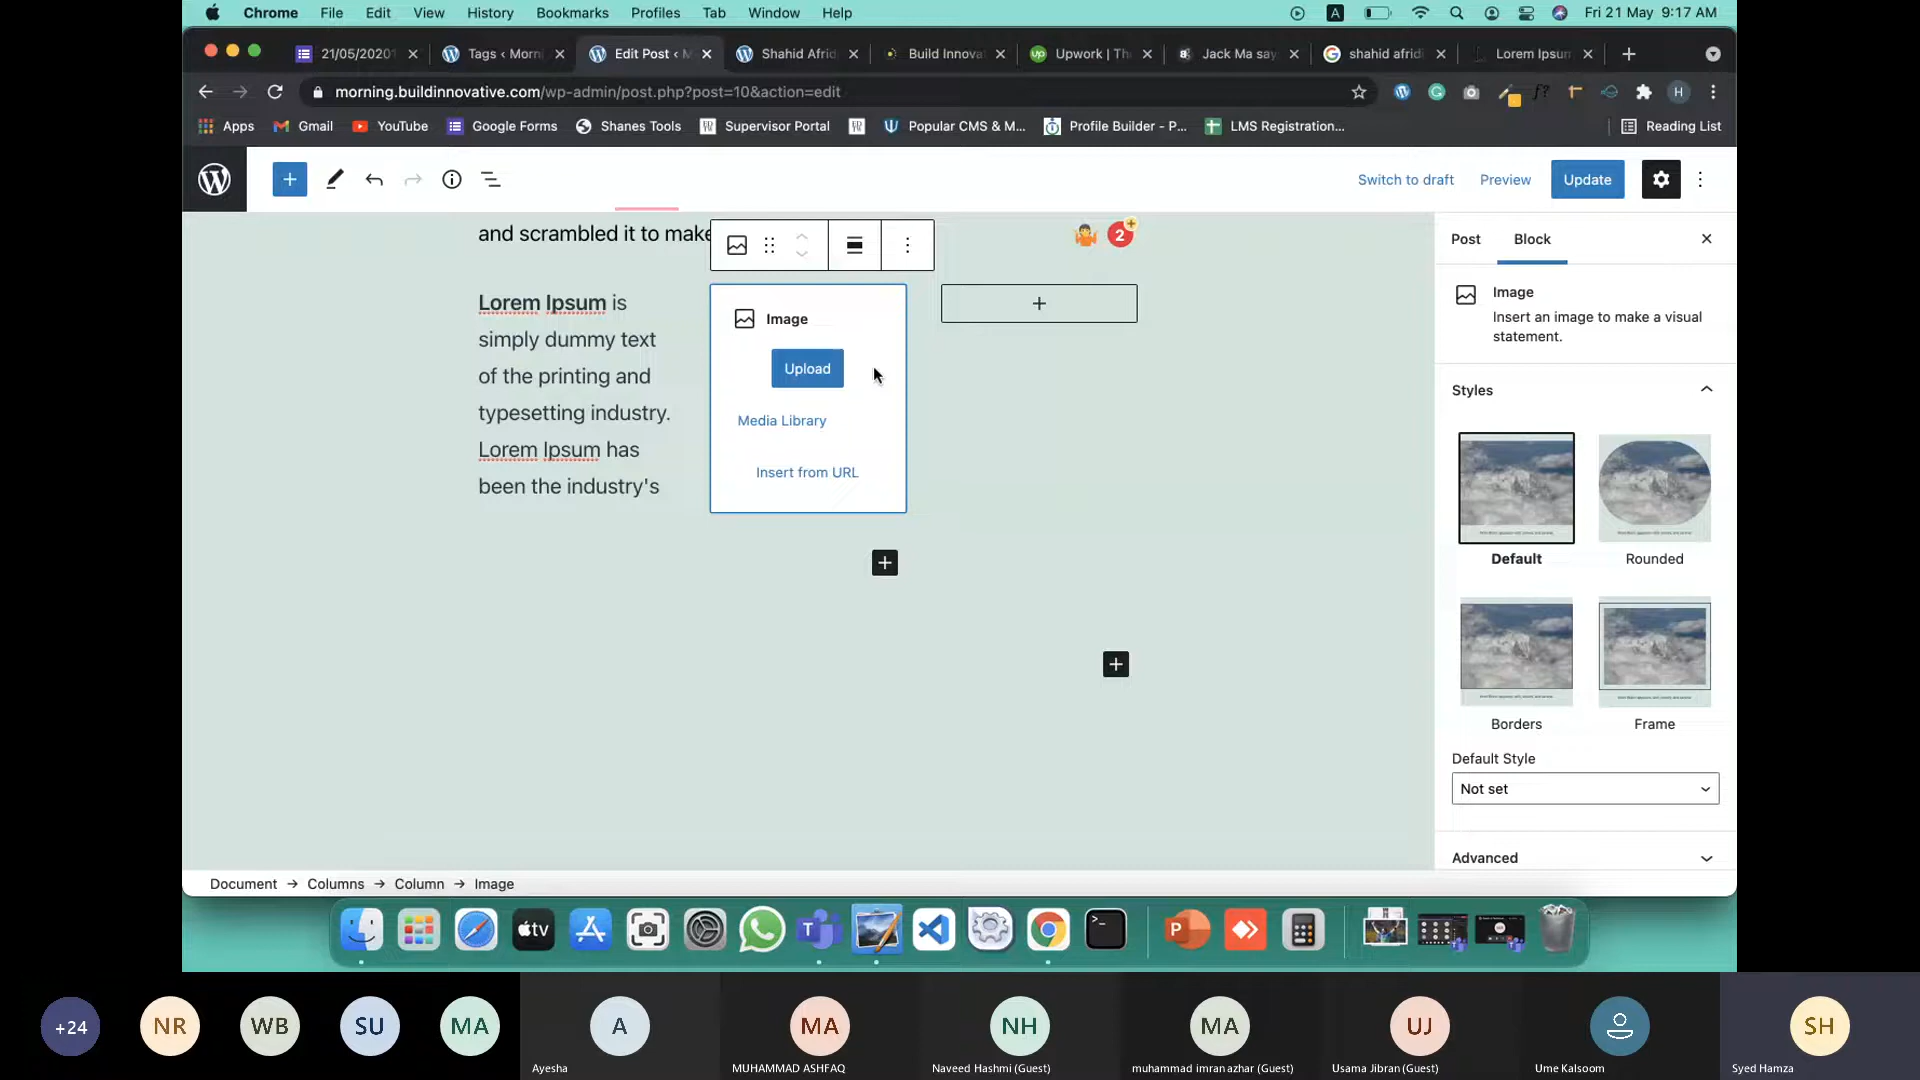 Chrome File Edit View History Bookmarks Profiles Tab Window Help A Fri 21 May 9:17 AM
21/05/2020 Tags ‹ Morni Edit Post ‹ M Shahid Afrid Build Innova up Upwork | Th Jack Ma say shahid afridi Lorem Ipsum
morning.buildinnovative.com/wp-admin/post.php?post=10&action=edit f? H
Apps Gmail YouTube Google Forms Shanes Tools Supervisor Portal Popular CMS & M... Profile Builder - P... LMS Registration... Reading List
Switch to draft Preview Update
and scrambled it to make
2
Lorem Ipsum is
simply dummy text
of the printing and
typesetting industry.
Lorem Ipsum has
been the industry's
Image
Upload
Media Library
Insert from URL
Post Block
Image
Insert an image to make a visual
statement.
Styles
Default Rounded
Borders Frame
Default Style
Not set
Advanced
Document → Columns → Column → Image
tv T P
+24 NR WB SU MA A MA NH MA UJ SH
Ayesha MUHAMMAD ASHFAQ Naveed Hashmi (Guest) muhammad imran azhar (Guest) Usama Jibran (Guest) Ume Kalsoom Syed Hamza